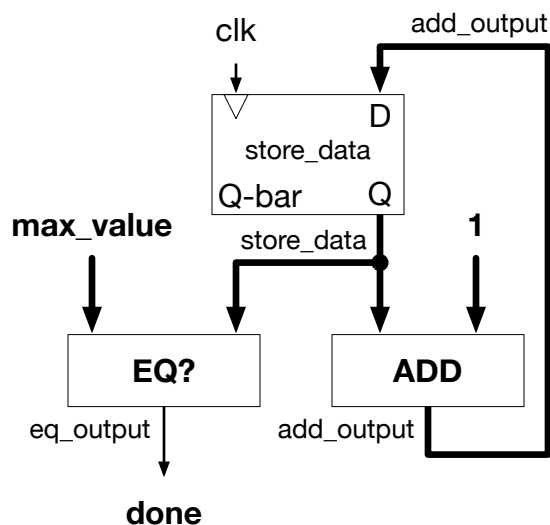 clk
add_output
D
store_data
Q-bar
Q
max_value
store_data
1
EQ?
ADD
eq_output
add_output
done